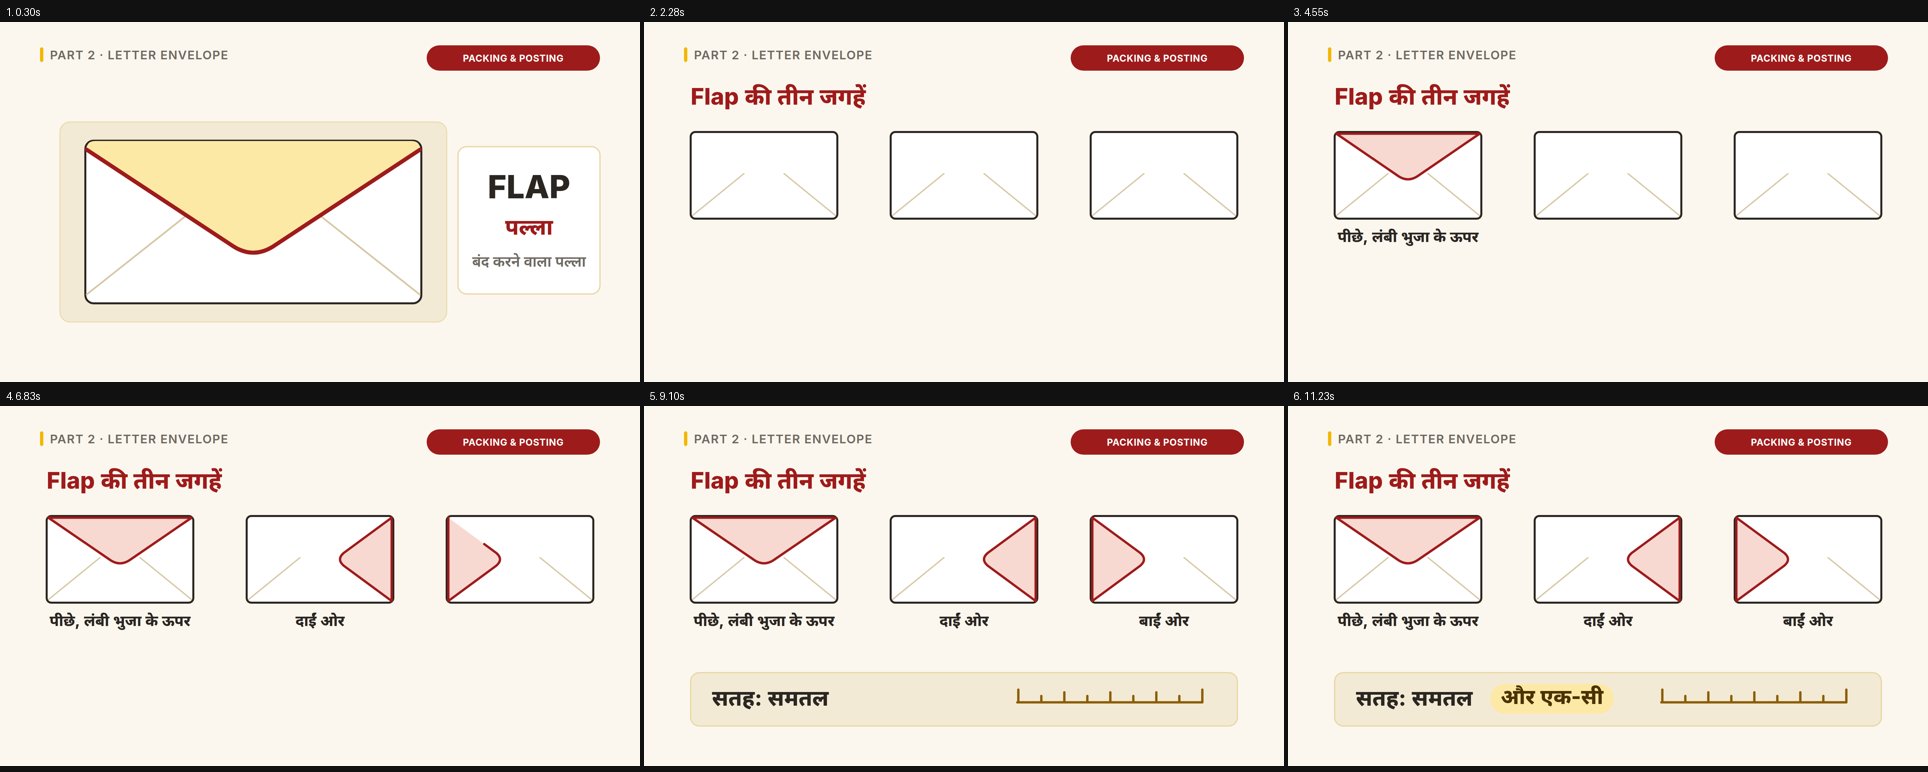 1. 0.30s
PART 2 · LETTER ENVELOPE
PACKING & POSTING
FLAP
पल्ला
बंद करने वाला पल्ला
2. 2.28s
PART 2 · LETTER ENVELOPE
PACKING & POSTING
Flap की तीन जगहें
3. 4.55s
PART 2 · LETTER ENVELOPE
PACKING & POSTING
Flap की तीन जगहें
पीछे, लंबी भुजा के ऊपर
4. 6.83s
PART 2 · LETTER ENVELOPE
PACKING & POSTING
Flap की तीन जगहें
पीछे, लंबी भुजा के ऊपर
दाईं ओर
5. 9.10s
PART 2 · LETTER ENVELOPE
PACKING & POSTING
Flap की तीन जगहें
पीछे, लंबी भुजा के ऊपर
दाईं ओर
बाईं ओर
सतह: समतल
6. 11.23s
PART 2 · LETTER ENVELOPE
PACKING & POSTING
Flap की तीन जगहें
पीछे, लंबी भुजा के ऊपर
दाईं ओर
बाईं ओर
सतह: समतल और एक-सी